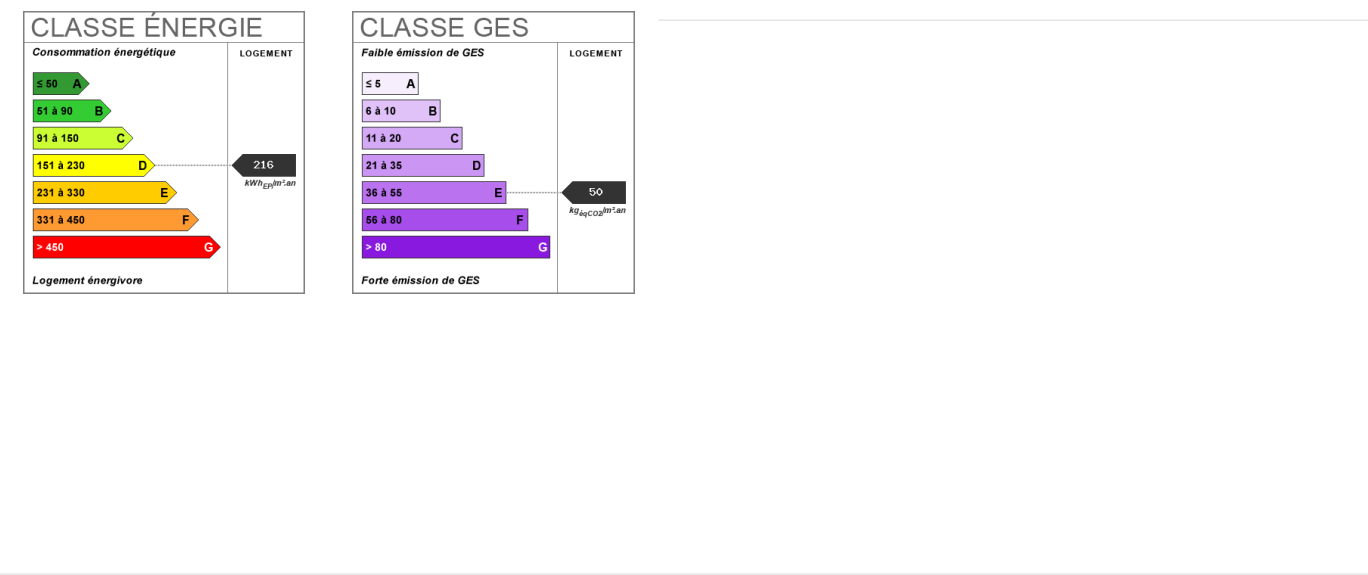 CLASSE ÉNERGIE
Consommation énergétique
LOGEMENT
≤ 50 A
51 à 90 B
91 à 150 C
151 à 230 D
216
kWhEP/m².an
231 à 330 E
331 à 450 F
> 450 G
Logement énergivore
CLASSE GES
Faible émission de GES
LOGEMENT
≤ 5 A
6 à 10 B
11 à 20 C
21 à 35 D
36 à 55 E
50
kgéqCO2/m².an
56 à 80 F
> 80 G
Forte émission de GES